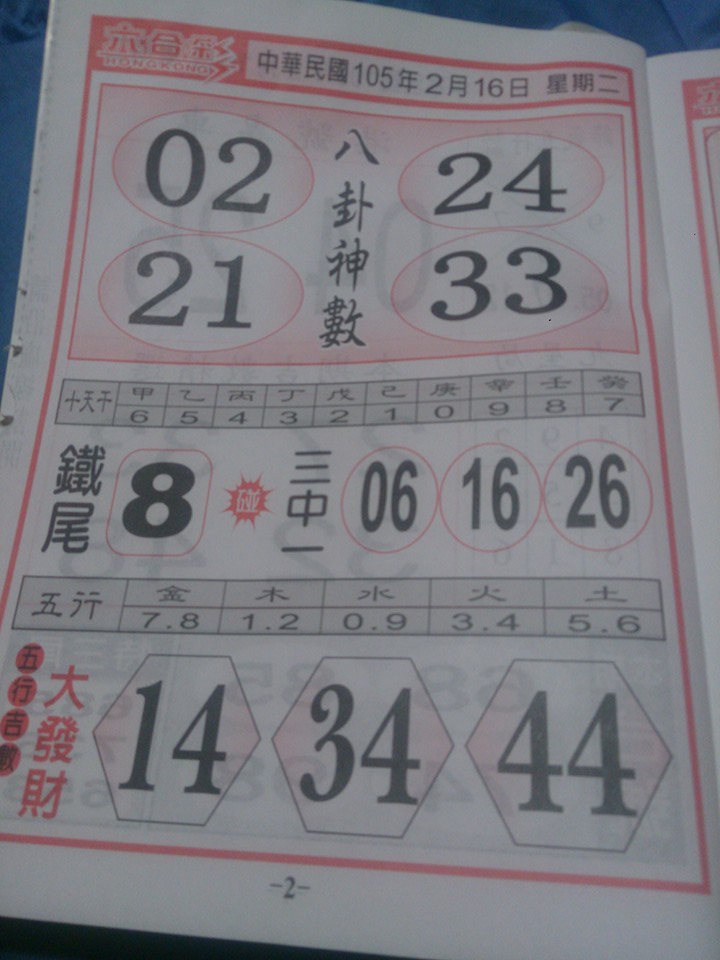 六合彩
HONGKONG
中華民國105年2月16日 星期二
02 八卦神數 24
21 33
十天干 甲 乙 丙 丁 戊 己 庚 辛 壬 癸
6 5 4 3 2 1 0 9 8 7
鐵尾 8 碰 三中一 06 16 26
五行 金 木 水 火 土
7.8 1.2 0.9 3.4 5.6
五行吉數 大發財 14 34 44
-2-